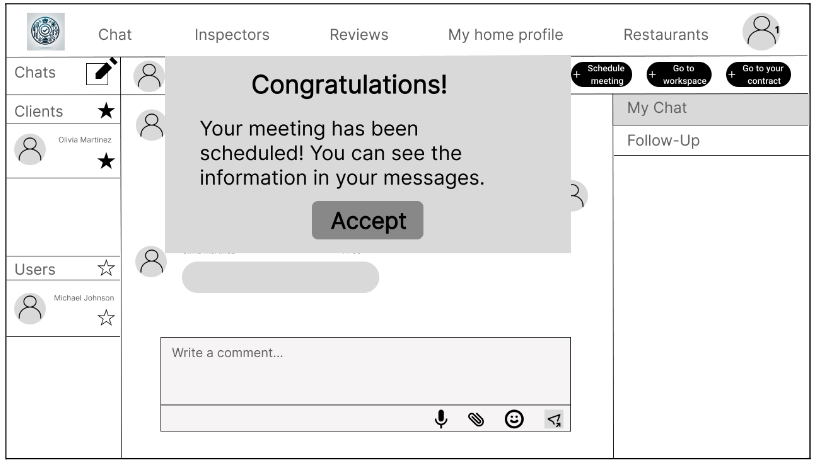 Chat
Inspectors
Reviews
My home profile
Restaurants
1
Chats
+ Schedule
meeting
+ Go to
workspace
+ Go to your
contract
Clients
Olivia Martinez
Congratulations!
Your meeting has been
scheduled! You can see the
information in your messages.
Accept
My Chat
Follow-Up
Users
Michael Johnson
Write a comment...